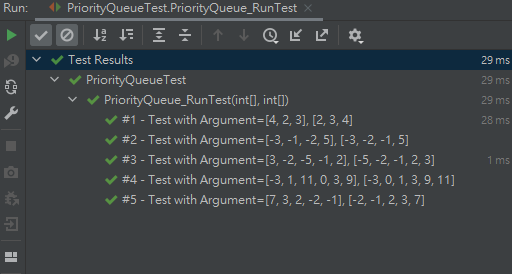 Run: PriorityQueueTest.PriorityQueue_RunTest ×
Test Results 29 ms
PriorityQueueTest 29 ms
PriorityQueue_RunTest(int[], int[]) 29 ms
#1 - Test with Argument=[4, 2, 3], [2, 3, 4] 28 ms
#2 - Test with Argument=[-3, -1, -2, 5], [-3, -2, -1, 5]
#3 - Test with Argument=[3, -2, -5, -1, 2], [-5, -2, -1, 2, 3] 1 ms
#4 - Test with Argument=[-3, 1, 11, 0, 3, 9], [-3, 0, 1, 3, 9, 11]
#5 - Test with Argument=[7, 3, 2, -2, -1], [-2, -1, 2, 3, 7]